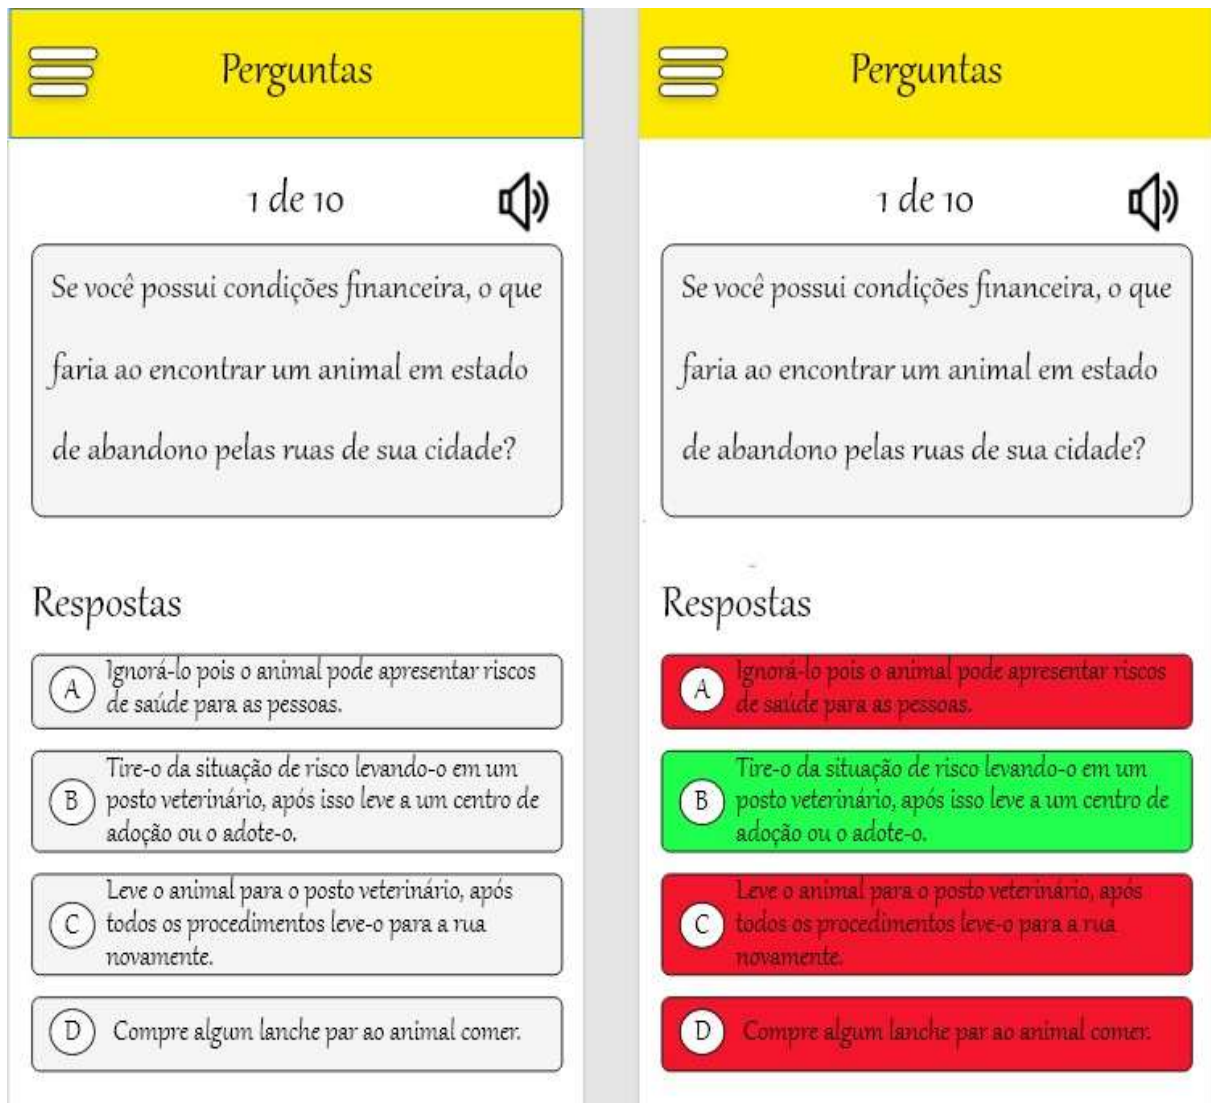 Perguntas
1 de 10
Se você possui condições financeira, o que
faria ao encontrar um animal em estado
de abandono pelas ruas de sua cidade?
Respostas
A
Ignorá-lo pois o animal pode apresentar riscos
de saúde para as pessoas.
B
Tire-o da situação de risco levando-o em um
posto veterinário, após isso leve a um centro de
adoção ou o adote-o.
C
Leve o animal para o posto veterinário, após
todos os procedimentos leve-o para a rua
novamente.
D
Compre algum lanche par ao animal comer.
Perguntas
1 de 10
Se você possui condições financeira, o que
faria ao encontrar um animal em estado
de abandono pelas ruas de sua cidade?
Respostas
A
Ignorá-lo pois o animal pode apresentar riscos
de saúde para as pessoas.
B
Tire-o da situação de risco levando-o em um
posto veterinário, após isso leve a um centro de
adoção ou o adote-o.
C
Leve o animal para o posto veterinário, após
todos os procedimentos leve-o para a rua
novamente.
D
Compre algum lanche par ao animal comer.